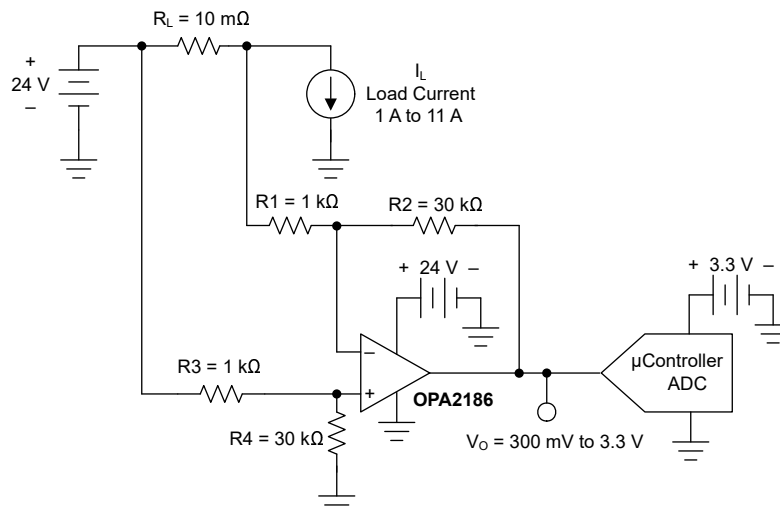 R_L = 10 mΩ
+
24 V
–
I_L
Load Current
1 A to 11 A
R1 = 1 kΩ
R2 = 30 kΩ
+ 24 V –
+ 3.3 V –
R3 = 1 kΩ
–
+
OPA2186
µController
ADC
R4 = 30 kΩ
V_O = 300 mV to 3.3 V